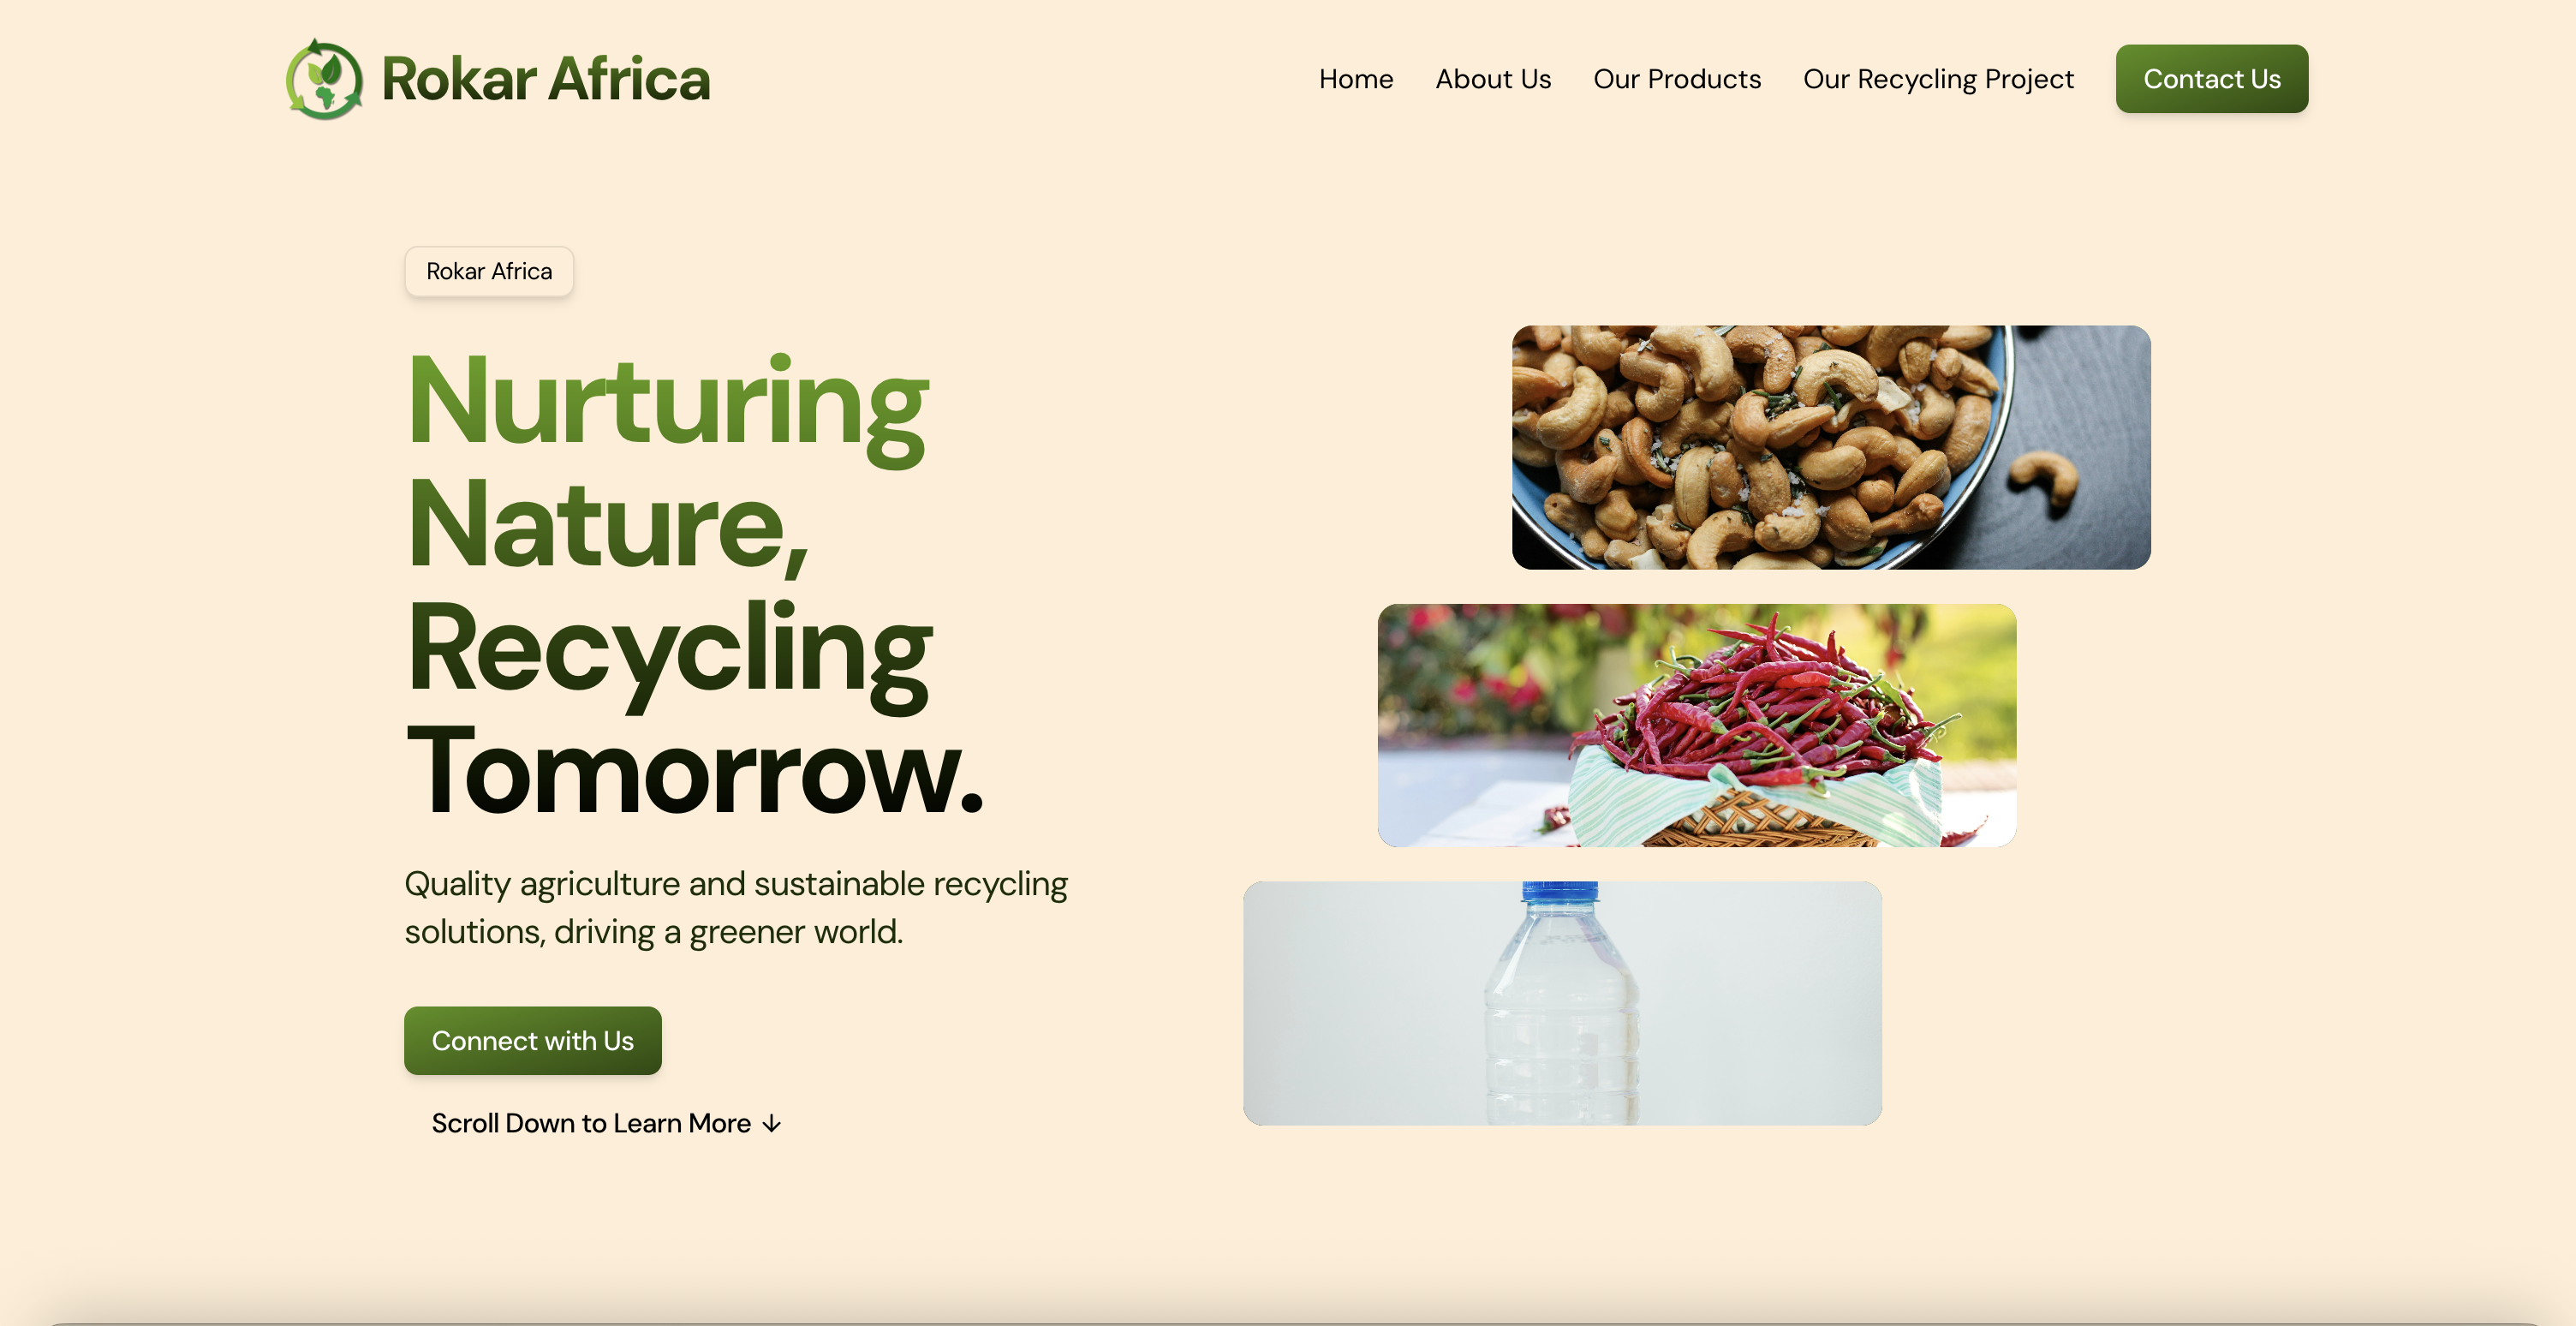 Rokar Africa
Home
About Us
Our Products
Our Recycling Project
Contact Us
Rokar Africa
Nurturing
Nature,
Recycling
Tomorrow.
Quality agriculture and sustainable recycling
solutions, driving a greener world.
Connect with Us
Scroll Down to Learn More ↓